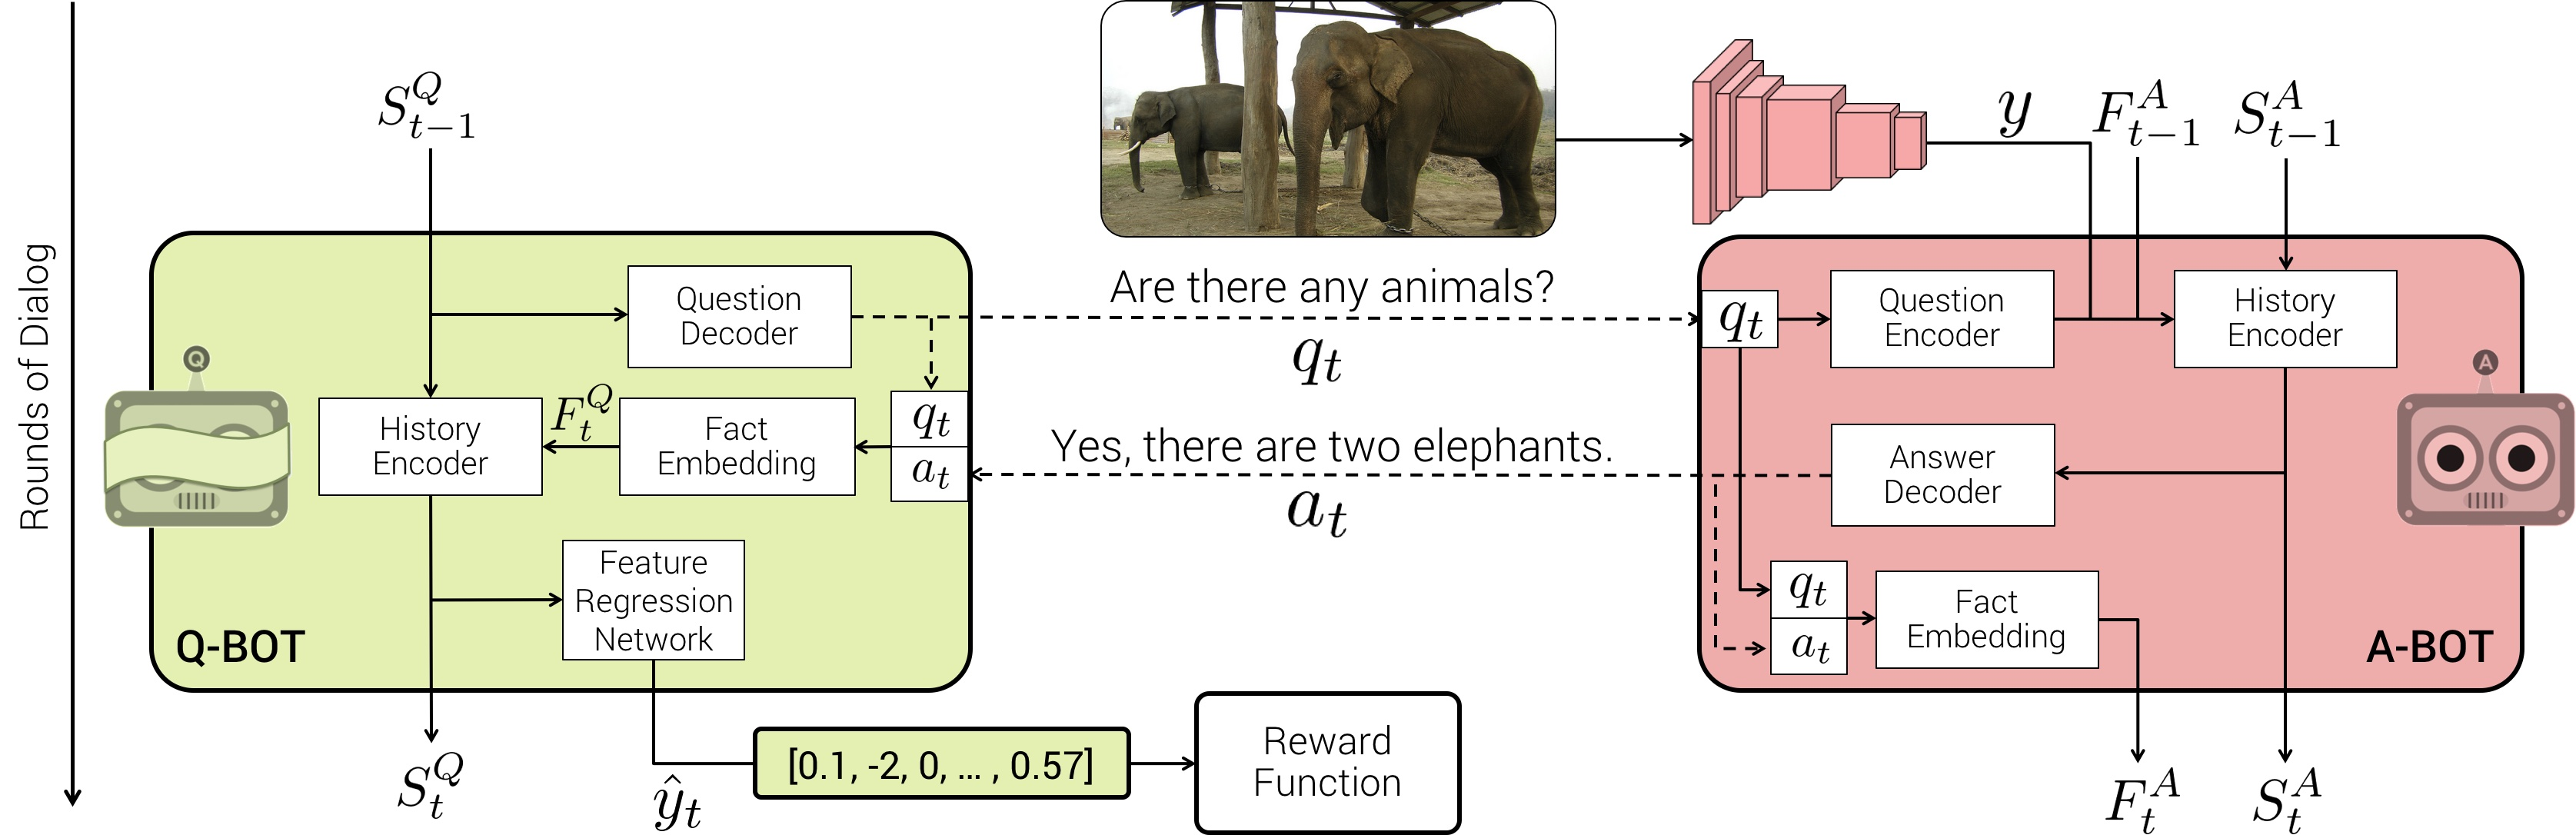 Rounds of Dialog
S^Q_{t-1}
y
F^A_{t-1}
S^A_{t-1}
Question
Decoder
Are there any animals?
q_t
q_t
Question
Encoder
History
Encoder
Q
A
History
Encoder
F^Q_t
Fact
Embedding
q_t
a_t
Yes, there are two elephants.
a_t
Answer
Decoder
Feature
Regression
Network
q_t
a_t
Fact
Embedding
Q-BOT
A-BOT
[0.1, -2, 0, ... , 0.57]
Reward
Function
S^Q_t
ŷ_t
F^A_t
S^A_t